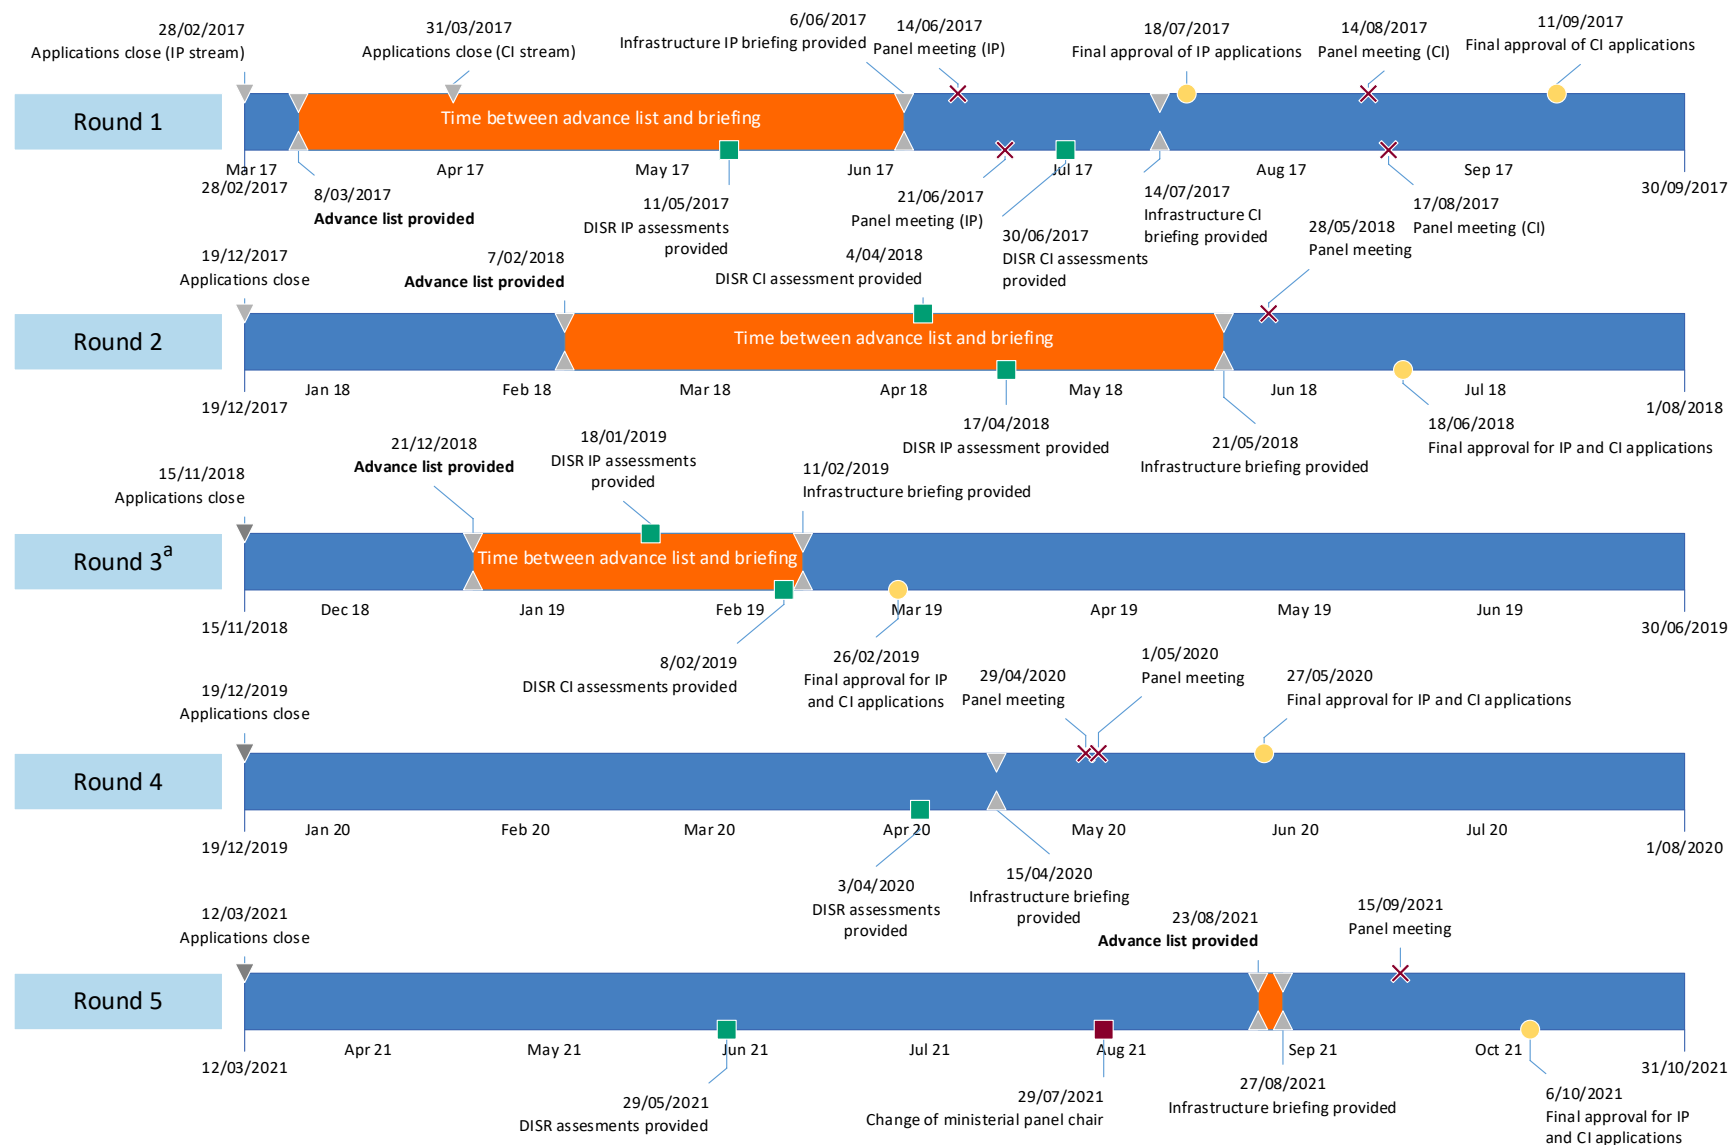 28/02/2017
Applications close (IP stream)
31/03/2017
Applications close (CI stream)
6/06/2017
Infrastructure IP briefing provided
14/06/2017
Panel meeting (IP)
18/07/2017
Final approval of IP applications
14/08/2017
Panel meeting (CI)
11/09/2017
Final approval of CI applications
Round 1
Time between advance list and briefing
Mar 17
Apr 17
May 17
Jun 17
Jul 17
Aug 17
Sep 17
28/02/2017
30/09/2017
8/03/2017
Advance list provided
11/05/2017
DISR IP assessments
provided
21/06/2017
Panel meeting (IP)
30/06/2017
DISR CI assessments
provided
14/07/2017
Infrastructure CI
briefing provided
17/08/2017
Panel meeting (CI)
19/12/2017
Applications close
7/02/2018
Advance list provided
4/04/2018
DISR CI assessment provided
28/05/2018
Panel meeting
Round 2
Time between advance list and briefing
Jan 18
Feb 18
Mar 18
Apr 18
May 18
Jun 18
Jul 18
19/12/2017
1/08/2018
17/04/2018
DISR IP assessment provided
21/05/2018
Infrastructure briefing provided
18/06/2018
Final approval for IP and CI applications
15/11/2018
Applications close
21/12/2018
Advance list provided
18/01/2019
DISR IP assessments
provided
11/02/2019
Infrastructure briefing provided
Round 3a
Time between advance list and briefing
Dec 18
Jan 19
Feb 19
Mar 19
Apr 19
May 19
Jun 19
15/11/2018
30/06/2019
8/02/2019
DISR CI assessments provided
26/02/2019
Final approval for IP
and CI applications
19/12/2019
Applications close
29/04/2020
Panel meeting
1/05/2020
Panel meeting
27/05/2020
Final approval for IP and CI applications
Round 4
Jan 20
Feb 20
Mar 20
Apr 20
May 20
Jun 20
Jul 20
19/12/2019
1/08/2020
3/04/2020
DISR assessments
provided
15/04/2020
Infrastructure briefing
provided
12/03/2021
Applications close
23/08/2021
Advance list provided
15/09/2021
Panel meeting
Round 5
Apr 21
May 21
Jun 21
Jul 21
Aug 21
Sep 21
Oct 21
12/03/2021
31/10/2021
29/05/2021
DISR assesments provided
29/07/2021
Change of ministerial panel chair
27/08/2021
Infrastructure briefing provided
6/10/2021
Final approval for IP
and CI applications